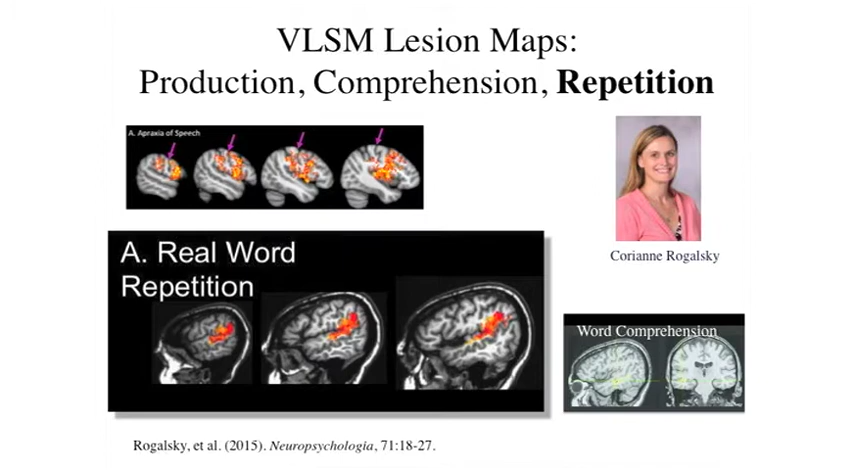 VLSM Lesion Maps:
Production, Comprehension, Repetition
A. Apraxia of Speech
A. Real Word
Repetition
Corianne Rogalsky
Word Comprehension
Rogalsky, et al. (2015). Neuropsychologia, 71:18-27.